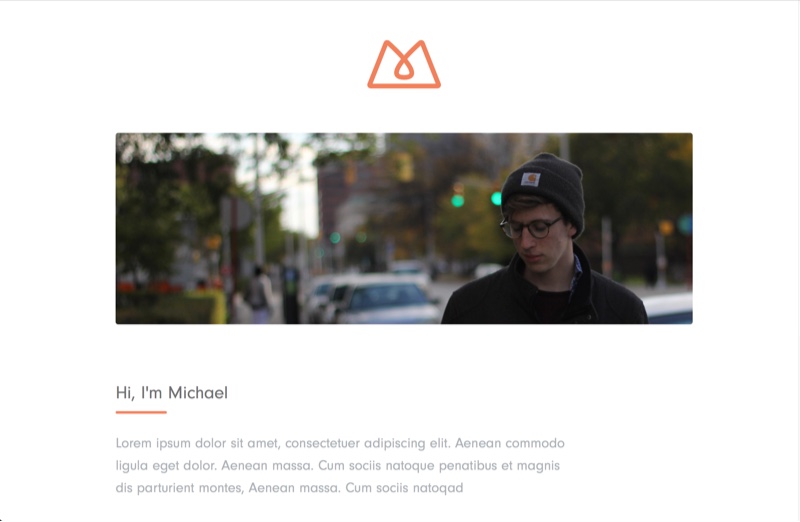 Hi, I'm Michael
Lorem ipsum dolor sit amet, consectetuer adipiscing elit. Aenean commodo
ligula eget dolor. Aenean massa. Cum sociis natoque penatibus et magnis
dis parturient montes, Aenean massa. Cum sociis natoqad